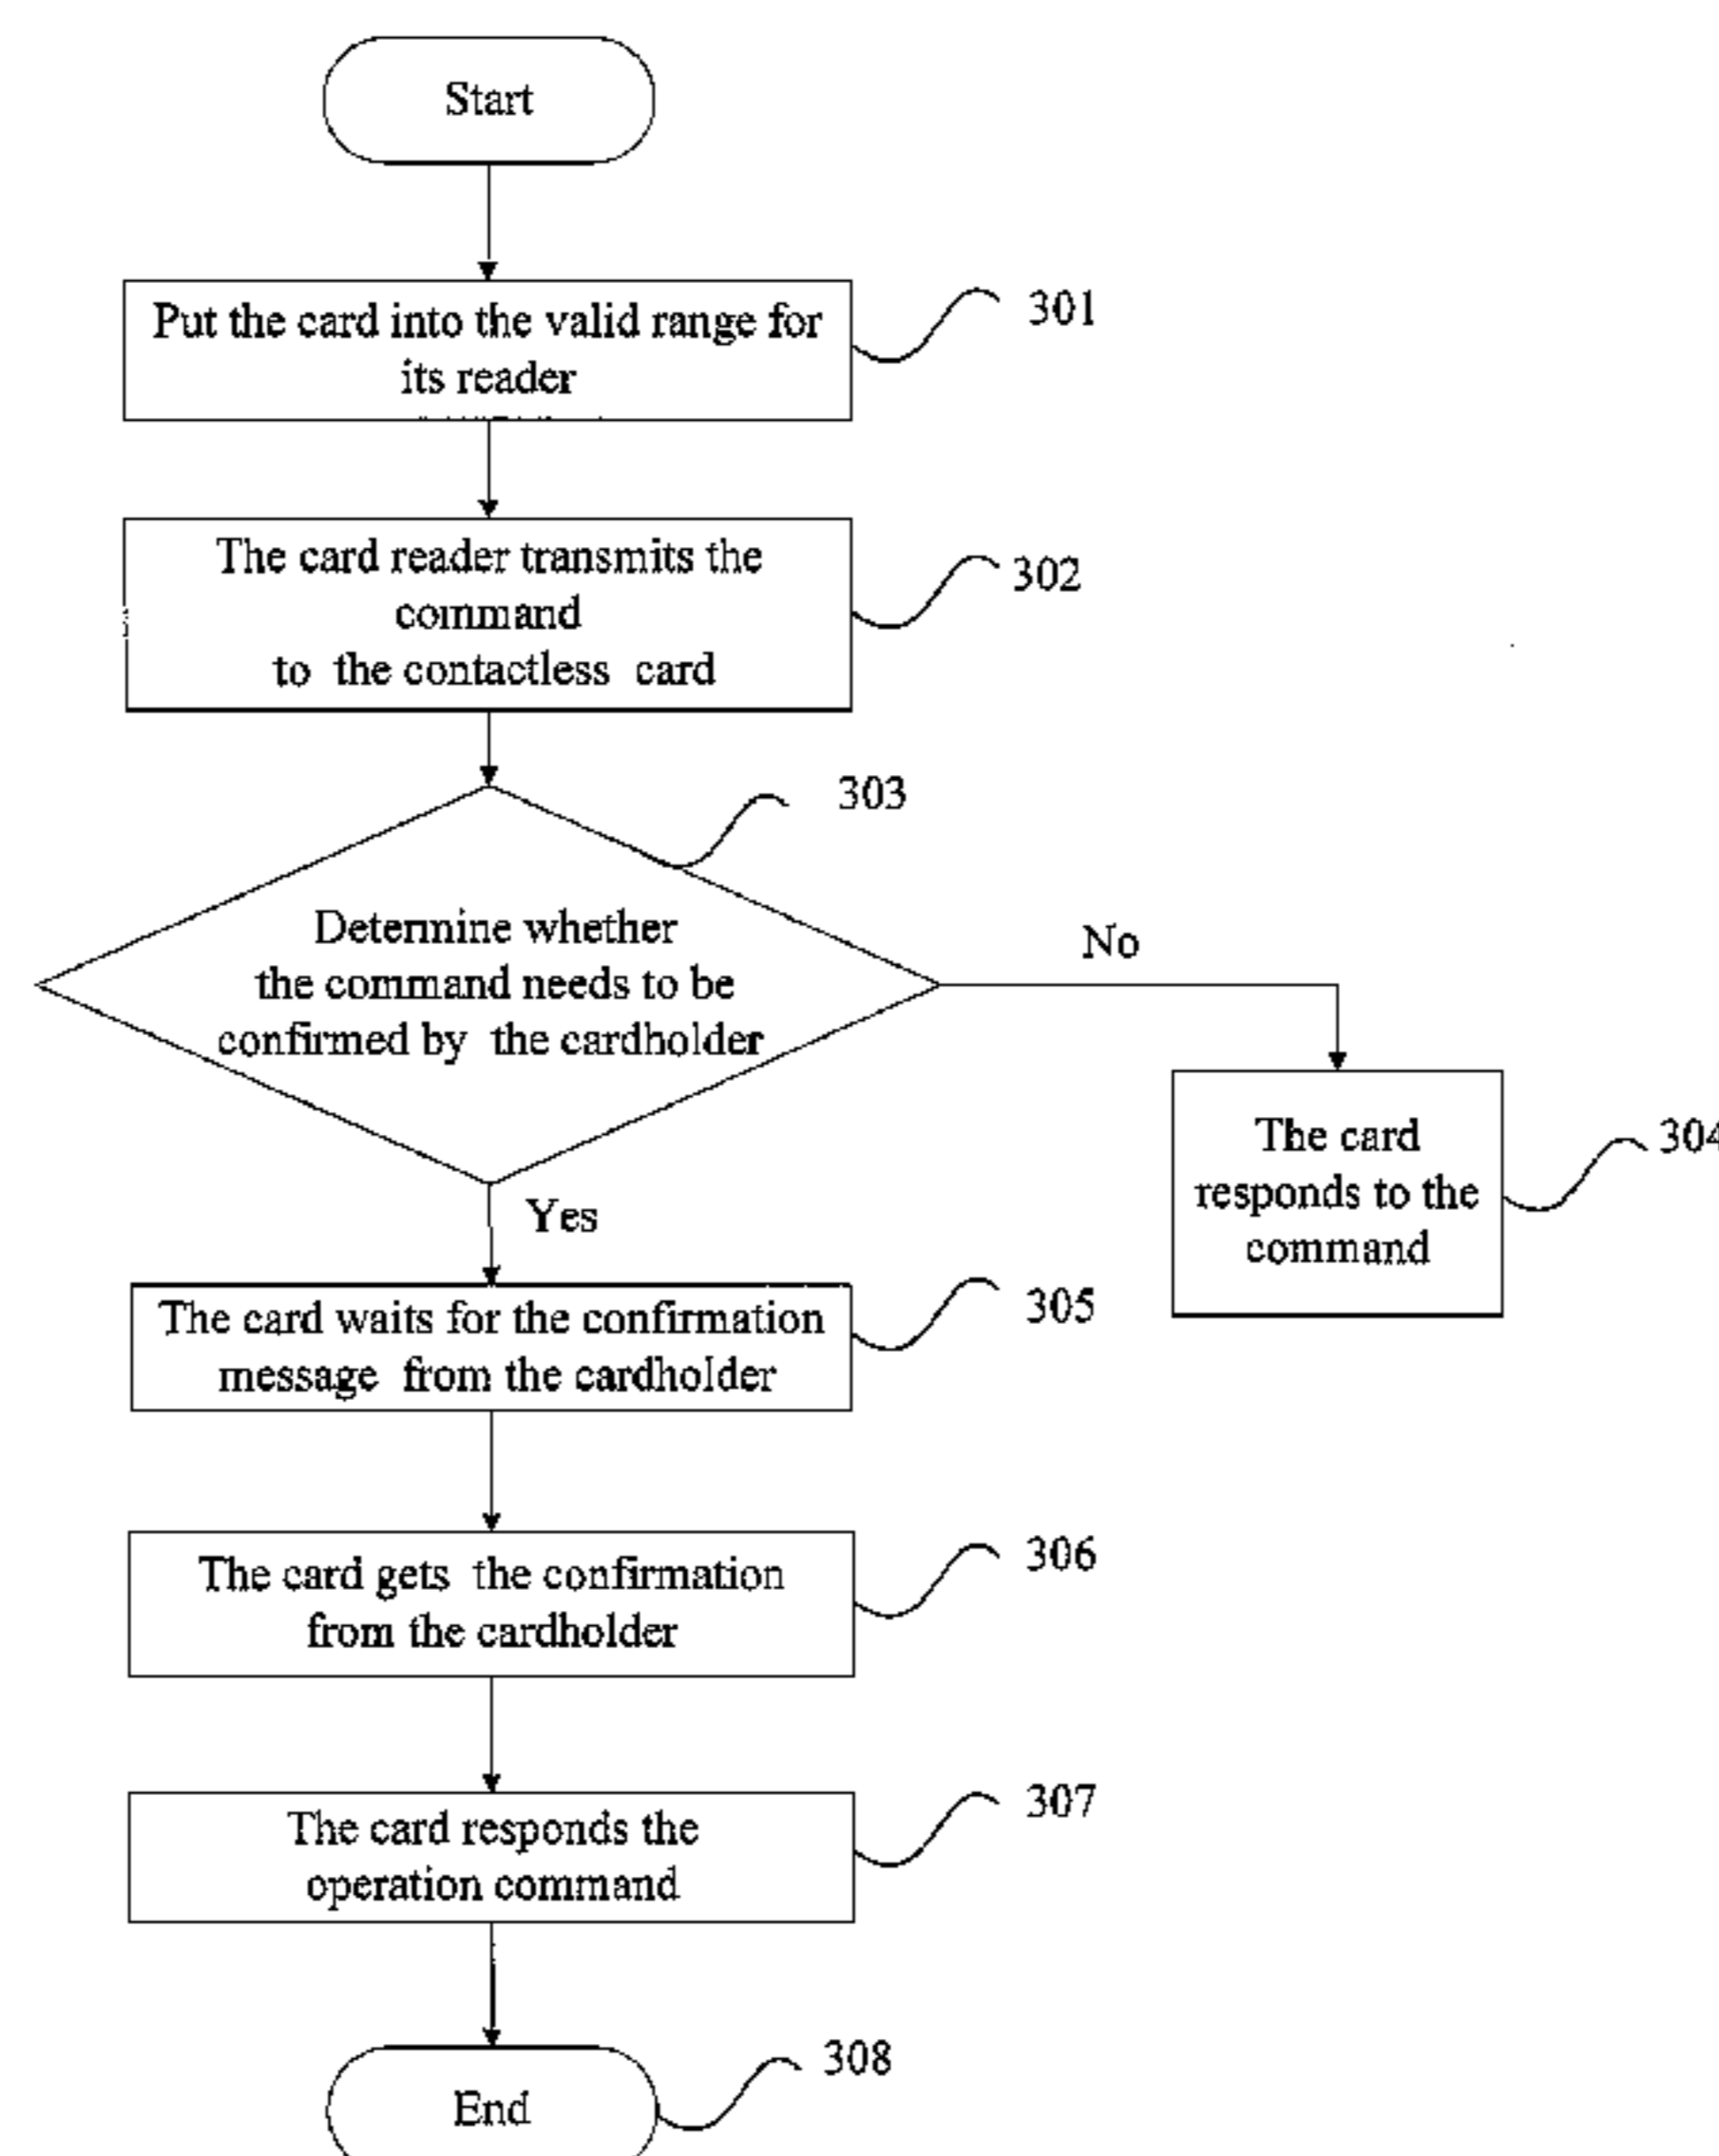 Start
Put the card into the valid range for
its reader
301
The card reader transmits the
command
to the contactless card
302
303
Determine whether
the command needs to be
confirmed by the cardholder
No
The card
responds to the
command
304
Yes
The card waits for the confirmation
message from the cardholder
305
The card gets the confirmation
from the cardholder
306
The card responds the
operation command
307
End
308